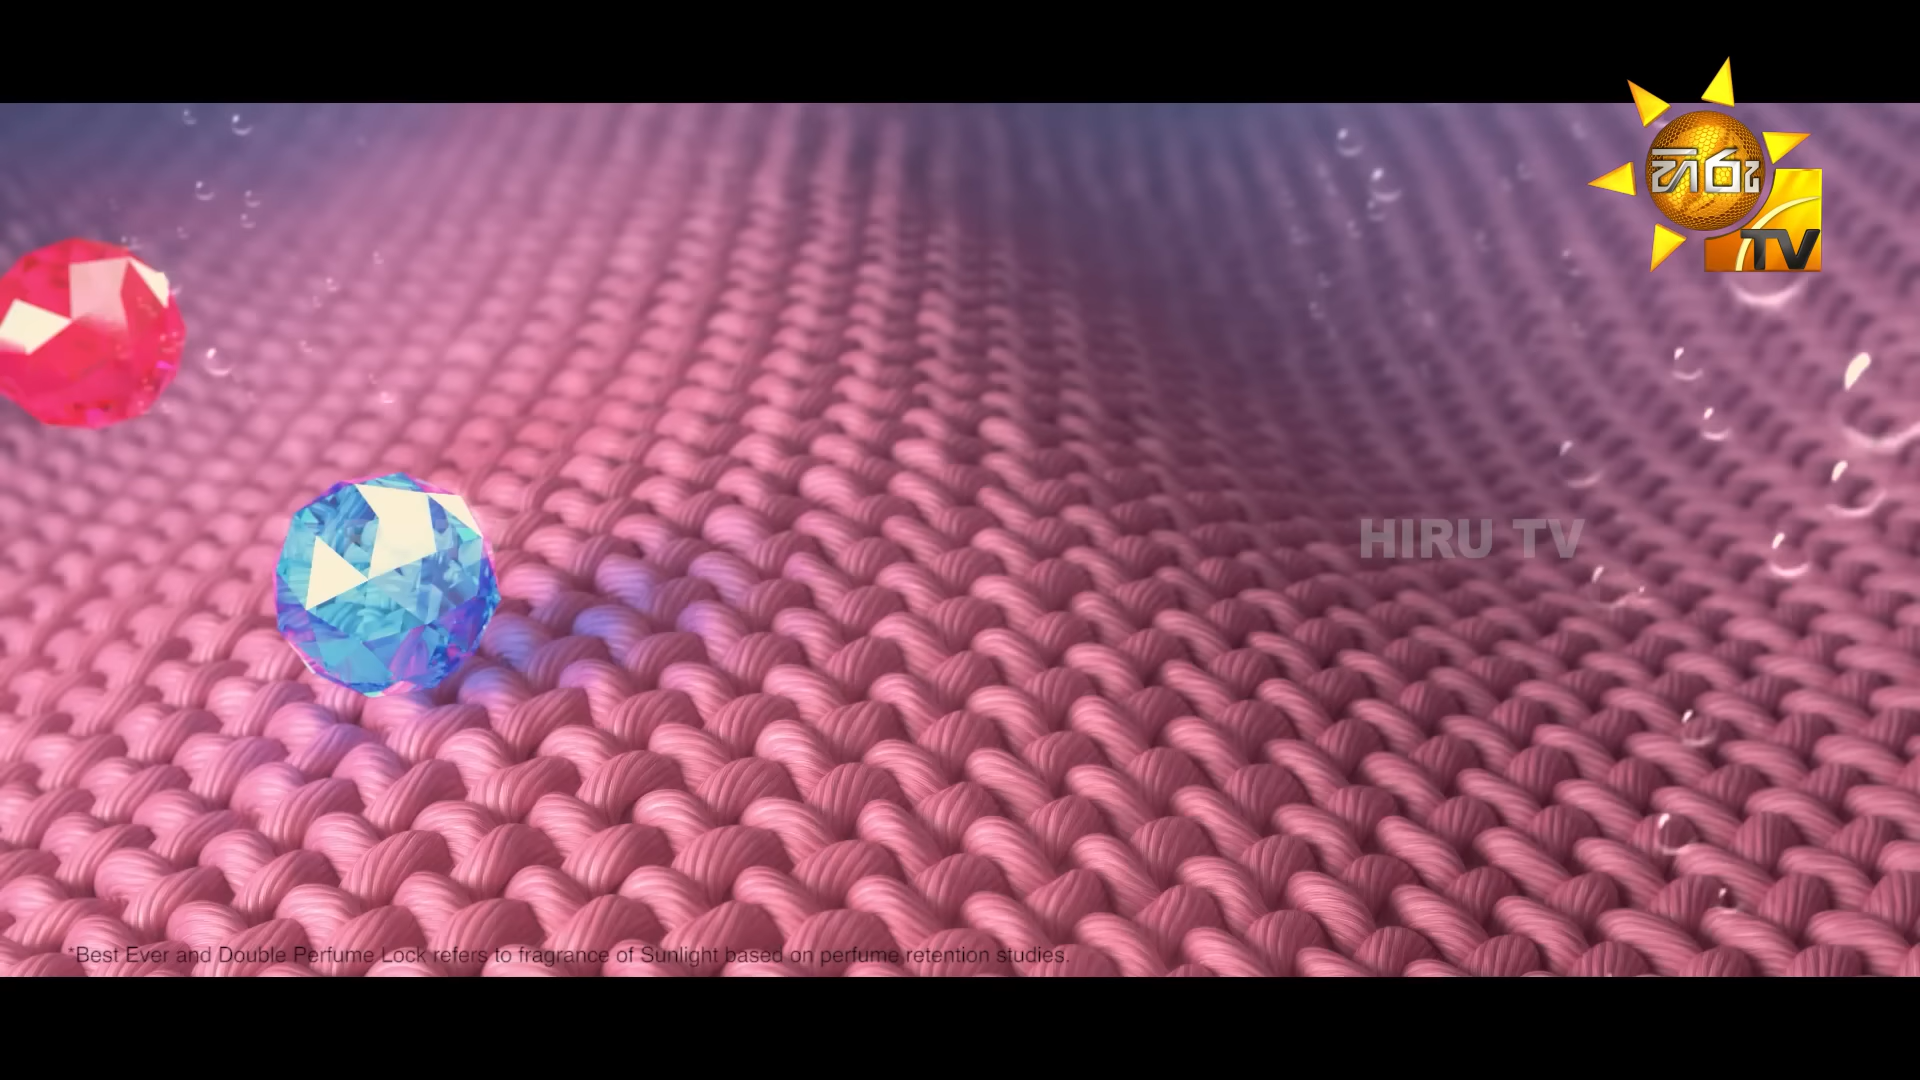 හිරු
TV
HIRU TV
*Best Ever and Double Perfume Lock refers to fragrance of Sunlight based on perfume retention studies.